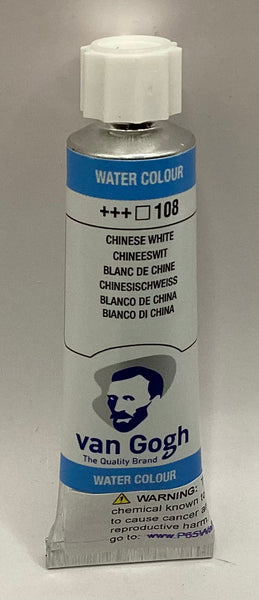 WATER COLOUR
+++□108
CHINESE WHITE
CHINEESWIT
BLANC DE CHINE
CHINESISCHWEISS
BLANCO DE CHINA
BIANCO DI CHINA
van Gogh
The Quality Brand
WATER COLOUR
⚠ WARNING:
chemical known to
to cause cancer a
reproductive harm.
go to: www.P65Wa